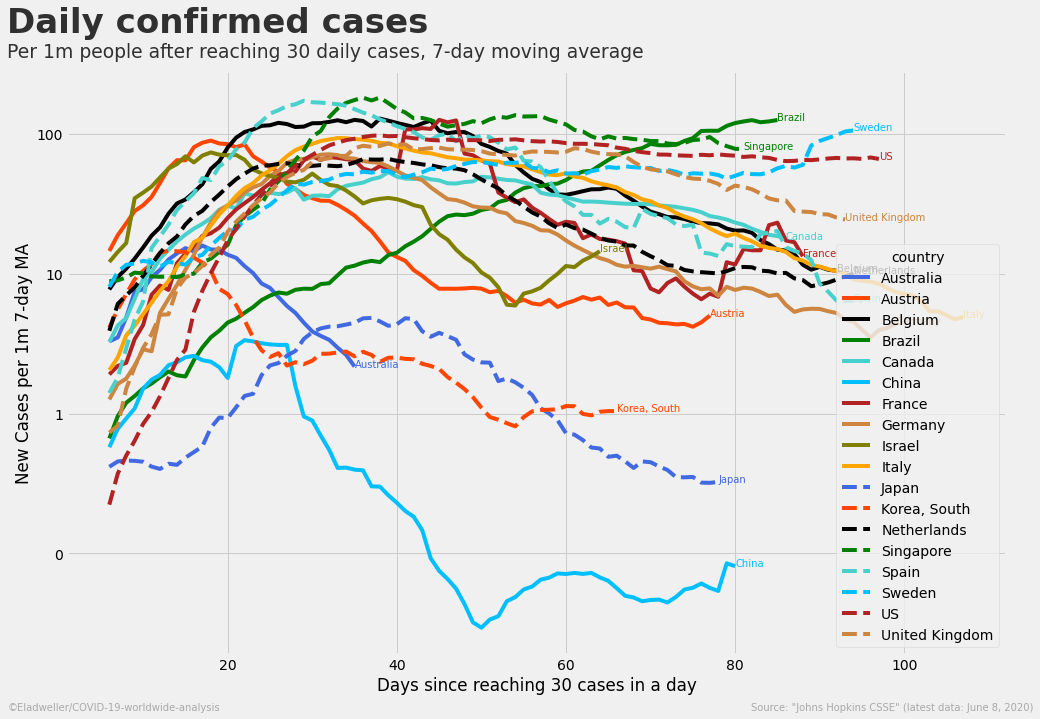 Daily confirmed cases
Per 1m people after reaching 30 daily cases, 7-day moving average
New Cases per 1m 7-day MA
100
10
1
0
Brazil
Sweden
Singapore
US
United Kingdom
Canada
Israel
France
Belgium
Netherlands
Austria
Italy
Australia
Korea, South
Japan
China
country
Australia
Austria
Belgium
Brazil
Canada
China
France
Germany
Israel
Italy
Japan
Korea, South
Netherlands
Singapore
Spain
Sweden
US
United Kingdom
20
40
60
80
100
Days since reaching 30 cases in a day
©Eladweller/COVID-19-worldwide-analysis
Source: "Johns Hopkins CSSE" (latest data: June 8, 2020)